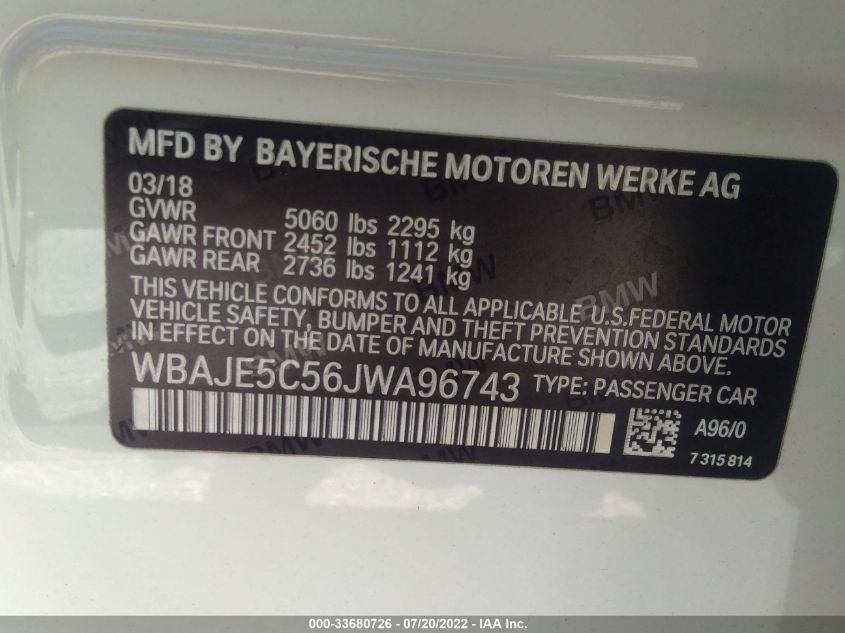 MFD BY BAYERISCHE MOTOREN WERKE AG
03/18
GVWR 5060 lbs 2295 kg
GAWR FRONT 2452 lbs 1112 kg
GAWR REAR 2736 lbs 1241 kg
THIS VEHICLE CONFORMS TO ALL APPLICABLE U.S.FEDERAL MOTOR
VEHICLE SAFETY, BUMPER AND THEFT PREVENTION STANDARDS
IN EFFECT ON THE DATE OF MANUFACTURE SHOWN ABOVE.
WBAJE5C56JWA96743 TYPE: PASSENGER CAR
A96/0
7 315 814
BMW
BMW
BMW
000-33680726 - 07/20/2022 - IAA Inc.